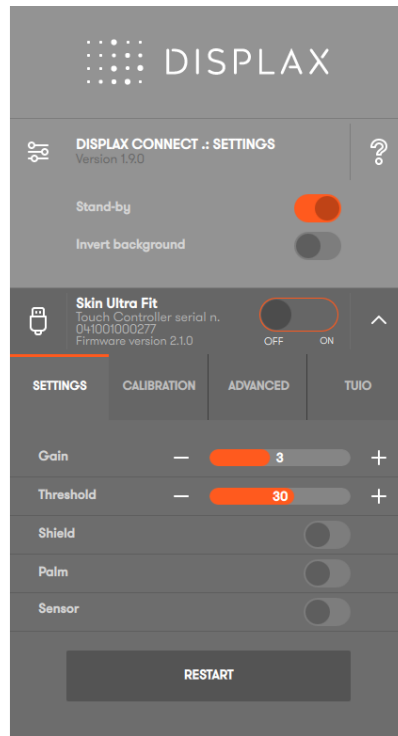 DISPLAX
DISPLAX CONNECT .: SETTINGS
Version 1.9.0
Stand-by
Invert background
Skin Ultra Fit
Touch Controller serial n.
041001000277
Firmware version 2.1.0
OFF ON
SETTINGS CALIBRATION ADVANCED TUIO
Gain 3
Threshold 30
Shield
Palm
Sensor
RESTART